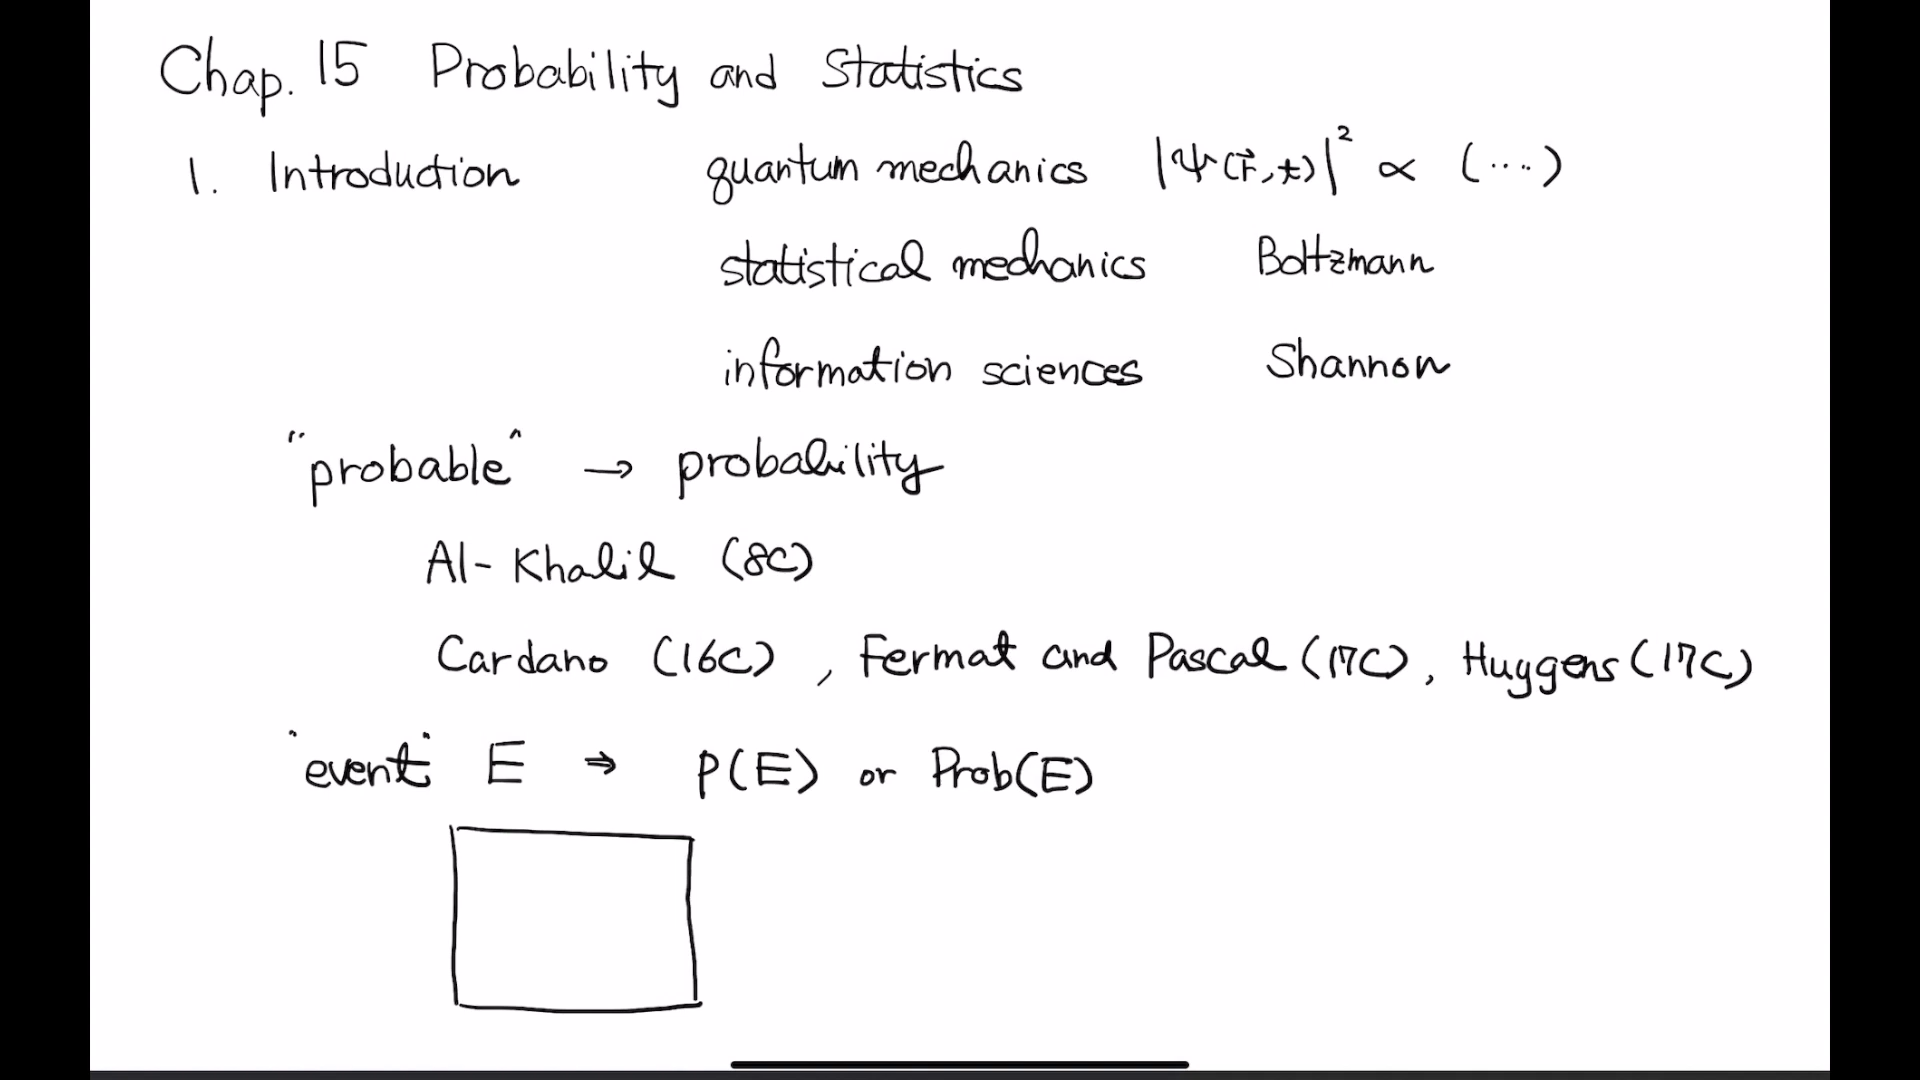 Chap. 15 Probability and Statistics
1. Introduction quantum mechanics |ψ(r⃗,t)|² ∝ (....)
statistical mechanics Boltzmann
information sciences Shannon
"probable" → probability
Al-Khalil (8C)
Cardano (16C), Fermat and Pascal (17C), Huygens (17C)
"event" E ⇒ P(E) or Prob(E)